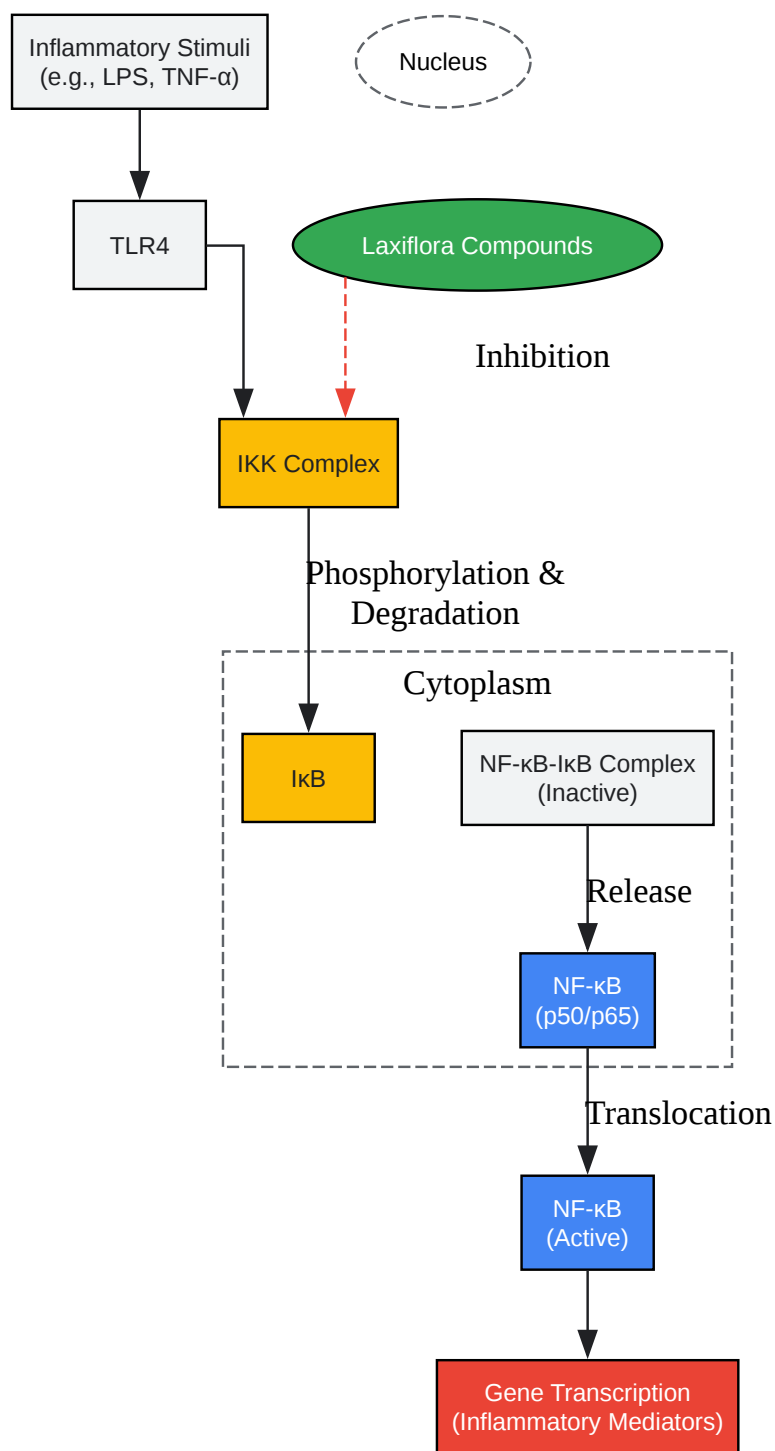 Inflammatory Stimuli
(e.g., LPS, TNF-α)
Nucleus
TLR4
Laxiflora Compounds
Inhibition
IKK Complex
Phosphorylation &
Degradation
Cytoplasm
IκB
NF-κB-IκB Complex
(Inactive)
Release
NF-κB
(p50/p65)
Translocation
NF-κB
(Active)
Gene Transcription
(Inflammatory Mediators)